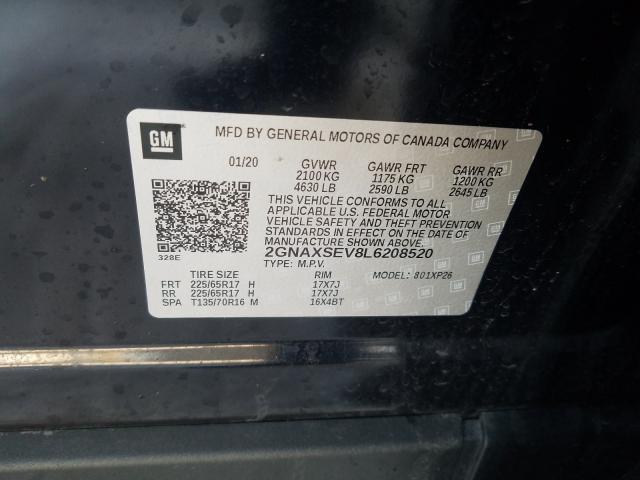 GM
MFD BY GENERAL MOTORS OF CANADA COMPANY
01/20 GVWR GAWR FRT GAWR RR
2100 KG 1175 KG 1200 KG
4630 LB 2590 LB 2645 LB
THIS VEHICLE CONFORMS TO ALL
APPLICABLE U.S. FEDERAL MOTOR
VEHICLE SAFETY AND THEFT PREVENTION
STANDARDS IN EFFECT ON THE DATE OF
MANUFACTURE SHOWN ABOVE.
328E
2GNAXSEV8L6208520
TYPE: M.P.V.
TIRE SIZE RIM MODEL: 801XP26
FRT 225/65R17 H 17X7J
RR 225/65R17 H 17X7J
SPA T135/70R16 M 16X4BT